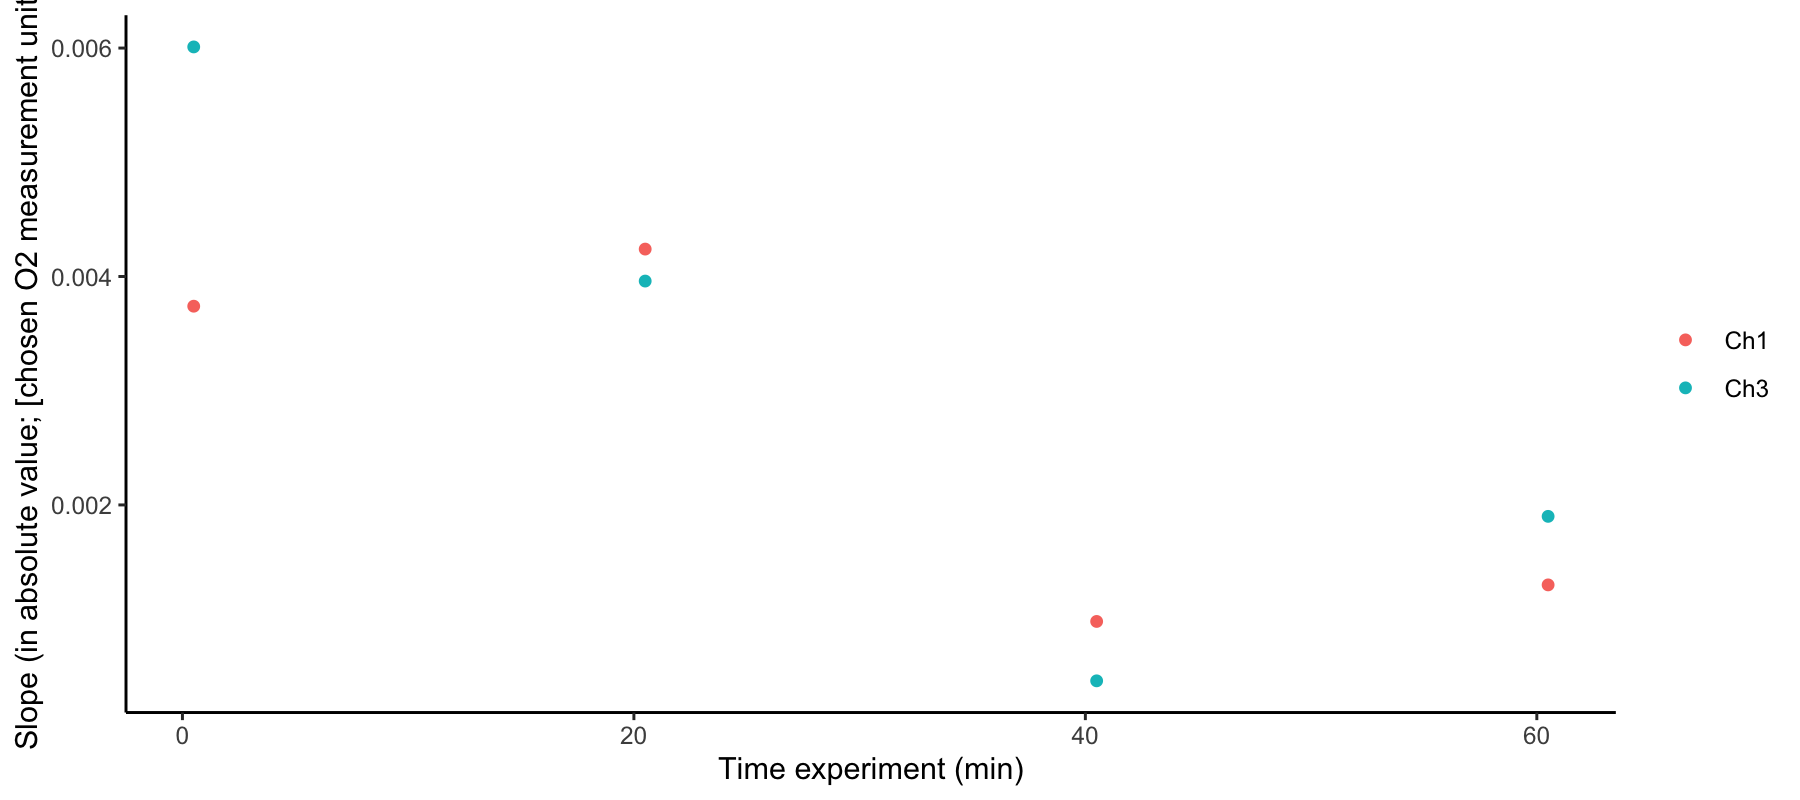 Slope (in absolute value; [chosen O2 measurement unit
0.006
0.004
0.002
0
20
40
60
Time experiment (min)
Ch1
Ch3